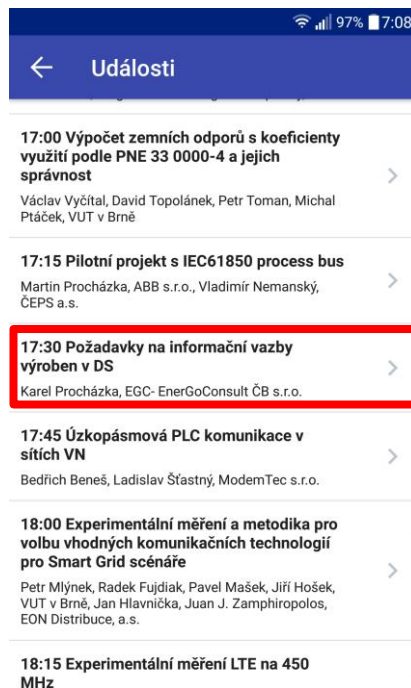 97% 7:08
Události
17:00 Výpočet zemních odporů s koeficienty
využití podle PNE 33 0000-4 a jejich
správnost
Václav Vyčítal, David Topolánek, Petr Toman, Michal
Ptáček, VUT v Brně
17:15 Pilotní projekt s IEC61850 process bus
Martin Procházka, ABB s.r.o., Vladimír Nemanský,
ČEPS a.s.
17:30 Požadavky na informační vazby
výroben v DS
Karel Procházka, EGC- EnerGoConsult ČB s.r.o.
17:45 Úzkopásmová PLC komunikace v
sítích VN
Bedřich Beneš, Ladislav Šťastný, ModemTec s.r.o.
18:00 Experimentální měření a metodika pro
volbu vhodných komunikačních technologií
pro Smart Grid scénáře
Petr Mlýnek, Radek Fujdiak, Pavel Mašek, Jiří Hošek,
VUT v Brně, Jan Hlavnička, Juan J. Zamphiropolos,
EON Distribuce, a.s.
18:15 Experimentální měření LTE na 450
MHz